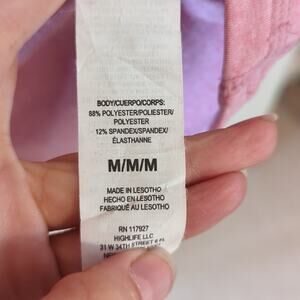 BODY/CUERPO/CORPS:
88% POLYESTER/POLIESTER/
POLYESTER
12% SPANDEX/SPANDEX/
ÉLASTHANNE
M/M/M
MADE IN LESOTHO
HECHO EN LESOTHO
FABRIQUÉ AU LESOTHO
RN 117927
HIGHLIFE LLC
31 W 34TH STREET